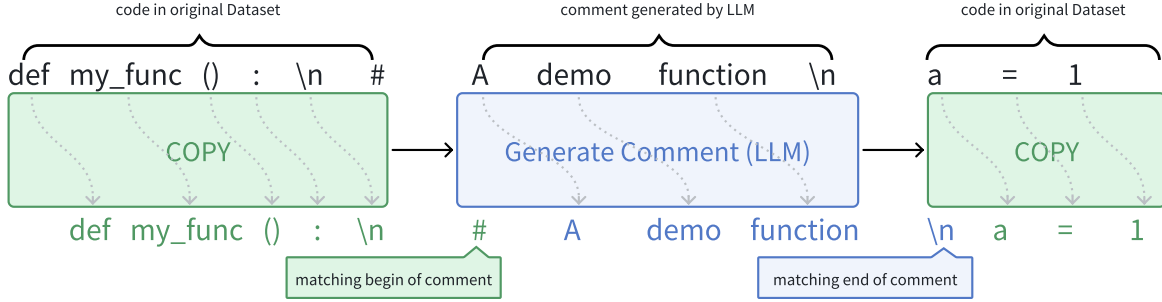 code in original Dataset comment generated by LLM code in original Dataset
def my_func () : \n # A demo function \n a = 1
COPY Generate Comment (LLM) COPY
def my_func () : \n # A demo function \n a = 1
matching begin of comment matching end of comment